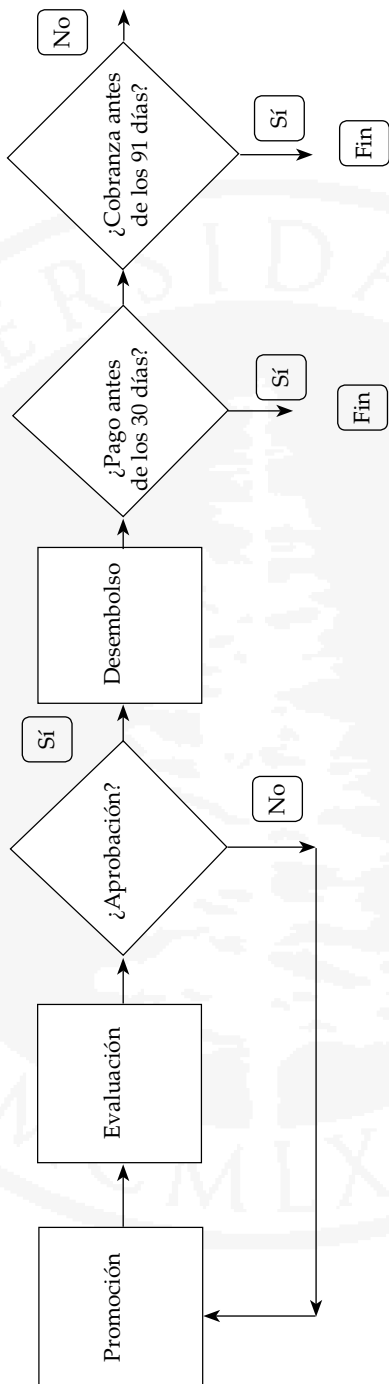 Promoción
Evaluación
¿Aprobación?
Sí
No
Desembolso
¿Pago antes
de los 30 días?
Sí
Fin
¿Cobranza antes
de los 91 días?
No
Sí
Fin